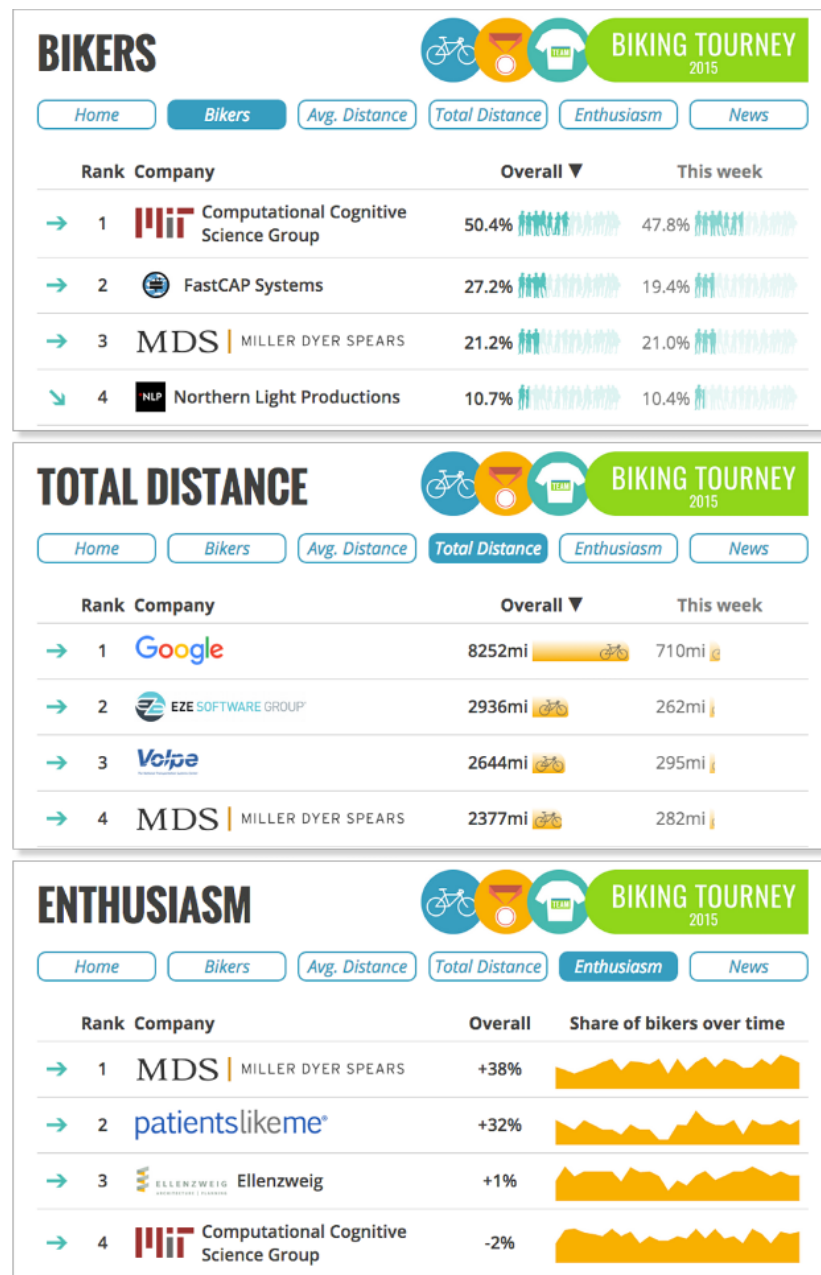 BIKERS
TEAM
BIKING TOURNEY
2015
Home Bikers Avg. Distance Total Distance Enthusiasm News
Rank Company Overall ▼ This week
1 MIT Computational Cognitive
Science Group 50.4% 47.8%
2 FastCAP Systems 27.2% 19.4%
3 MDS | MILLER DYER SPEARS 21.2% 21.0%
4 NLP Northern Light Productions 10.7% 10.4%
TOTAL DISTANCE
TEAM
BIKING TOURNEY
2015
Home Bikers Avg. Distance Total Distance Enthusiasm News
Rank Company Overall ▼ This week
1 Google 8252mi 710mi
2 EZE SOFTWARE GROUP 2936mi 262mi
3 Volpe 2644mi 295mi
4 MDS | MILLER DYER SPEARS 2377mi 282mi
ENTHUSIASM
TEAM
BIKING TOURNEY
2015
Home Bikers Avg. Distance Total Distance Enthusiasm News
Rank Company Overall Share of bikers over time
1 MDS | MILLER DYER SPEARS +38%
2 patientslikeme® +32%
3 ELLENZWEIG Ellenzweig +1%
ARCHITECTURE | PLANNING
4 MIT Computational Cognitive
Science Group -2%